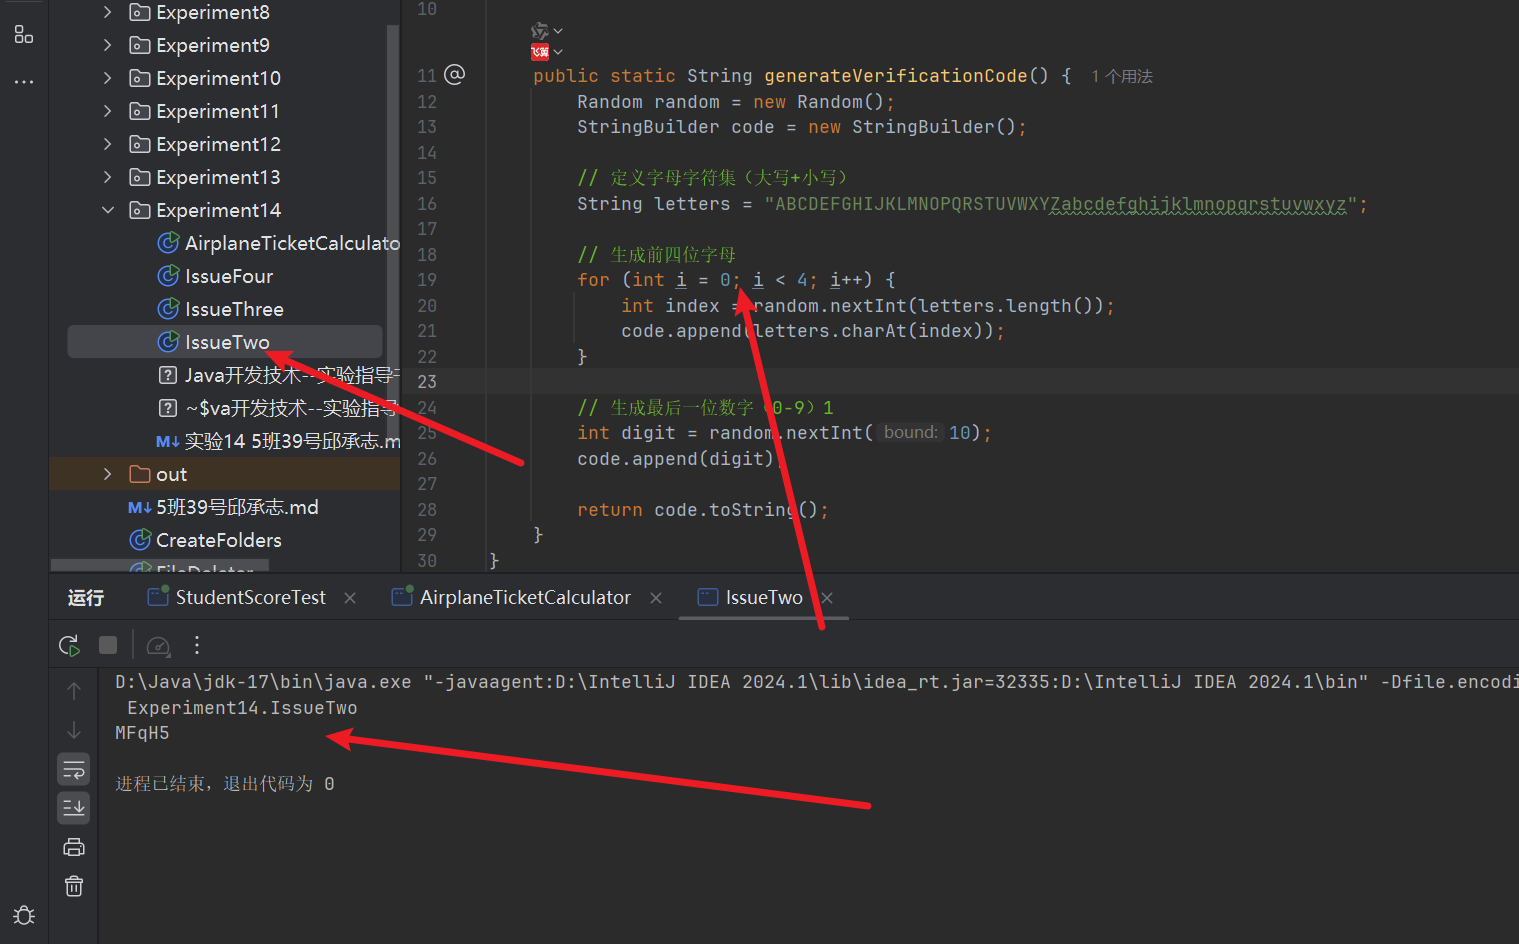 Experiment8
Experiment9
Experiment10
Experiment11
Experiment12
Experiment13
Experiment14
AirplaneTicketCalculato
IssueFour
IssueThree
IssueTwo
Java开发技术--实验指导
~$va开发技术--实验指导
M↓ 实验14 5班39号邱承志.m
out
M↓ 5班39号邱承志.md
CreateFolders
FileDeleter
10
飞算
11 @ public static String generateVerificationCode() { 1 个用法
12 Random random = new Random();
13 StringBuilder code = new StringBuilder();
14
15 // 定义字母字符集（大写+小写）
16 String letters = "ABCDEFGHIJKLMNOPQRSTUVWXYZabcdefghijklmnopqrstuvwxyz";
17
18 // 生成前四位字母
19 for (int i = 0; i < 4; i++) {
20 int index = random.nextInt(letters.length());
21 code.append(letters.charAt(index));
22 }
23
24 // 生成最后一位数字（0-9）1
25 int digit = random.nextInt( bound: 10);
26 code.append(digit)
27
28 return code.toString();
29 }
30 }
运行 StudentScoreTest AirplaneTicketCalculator IssueTwo
D:\Java\jdk-17\bin\java.exe "-javaagent:D:\IntelliJ IDEA 2024.1\lib\idea_rt.jar=32335:D:\IntelliJ IDEA 2024.1\bin" -Dfile.encodi
Experiment14.IssueTwo
MFqH5
进程已结束，退出代码为 0